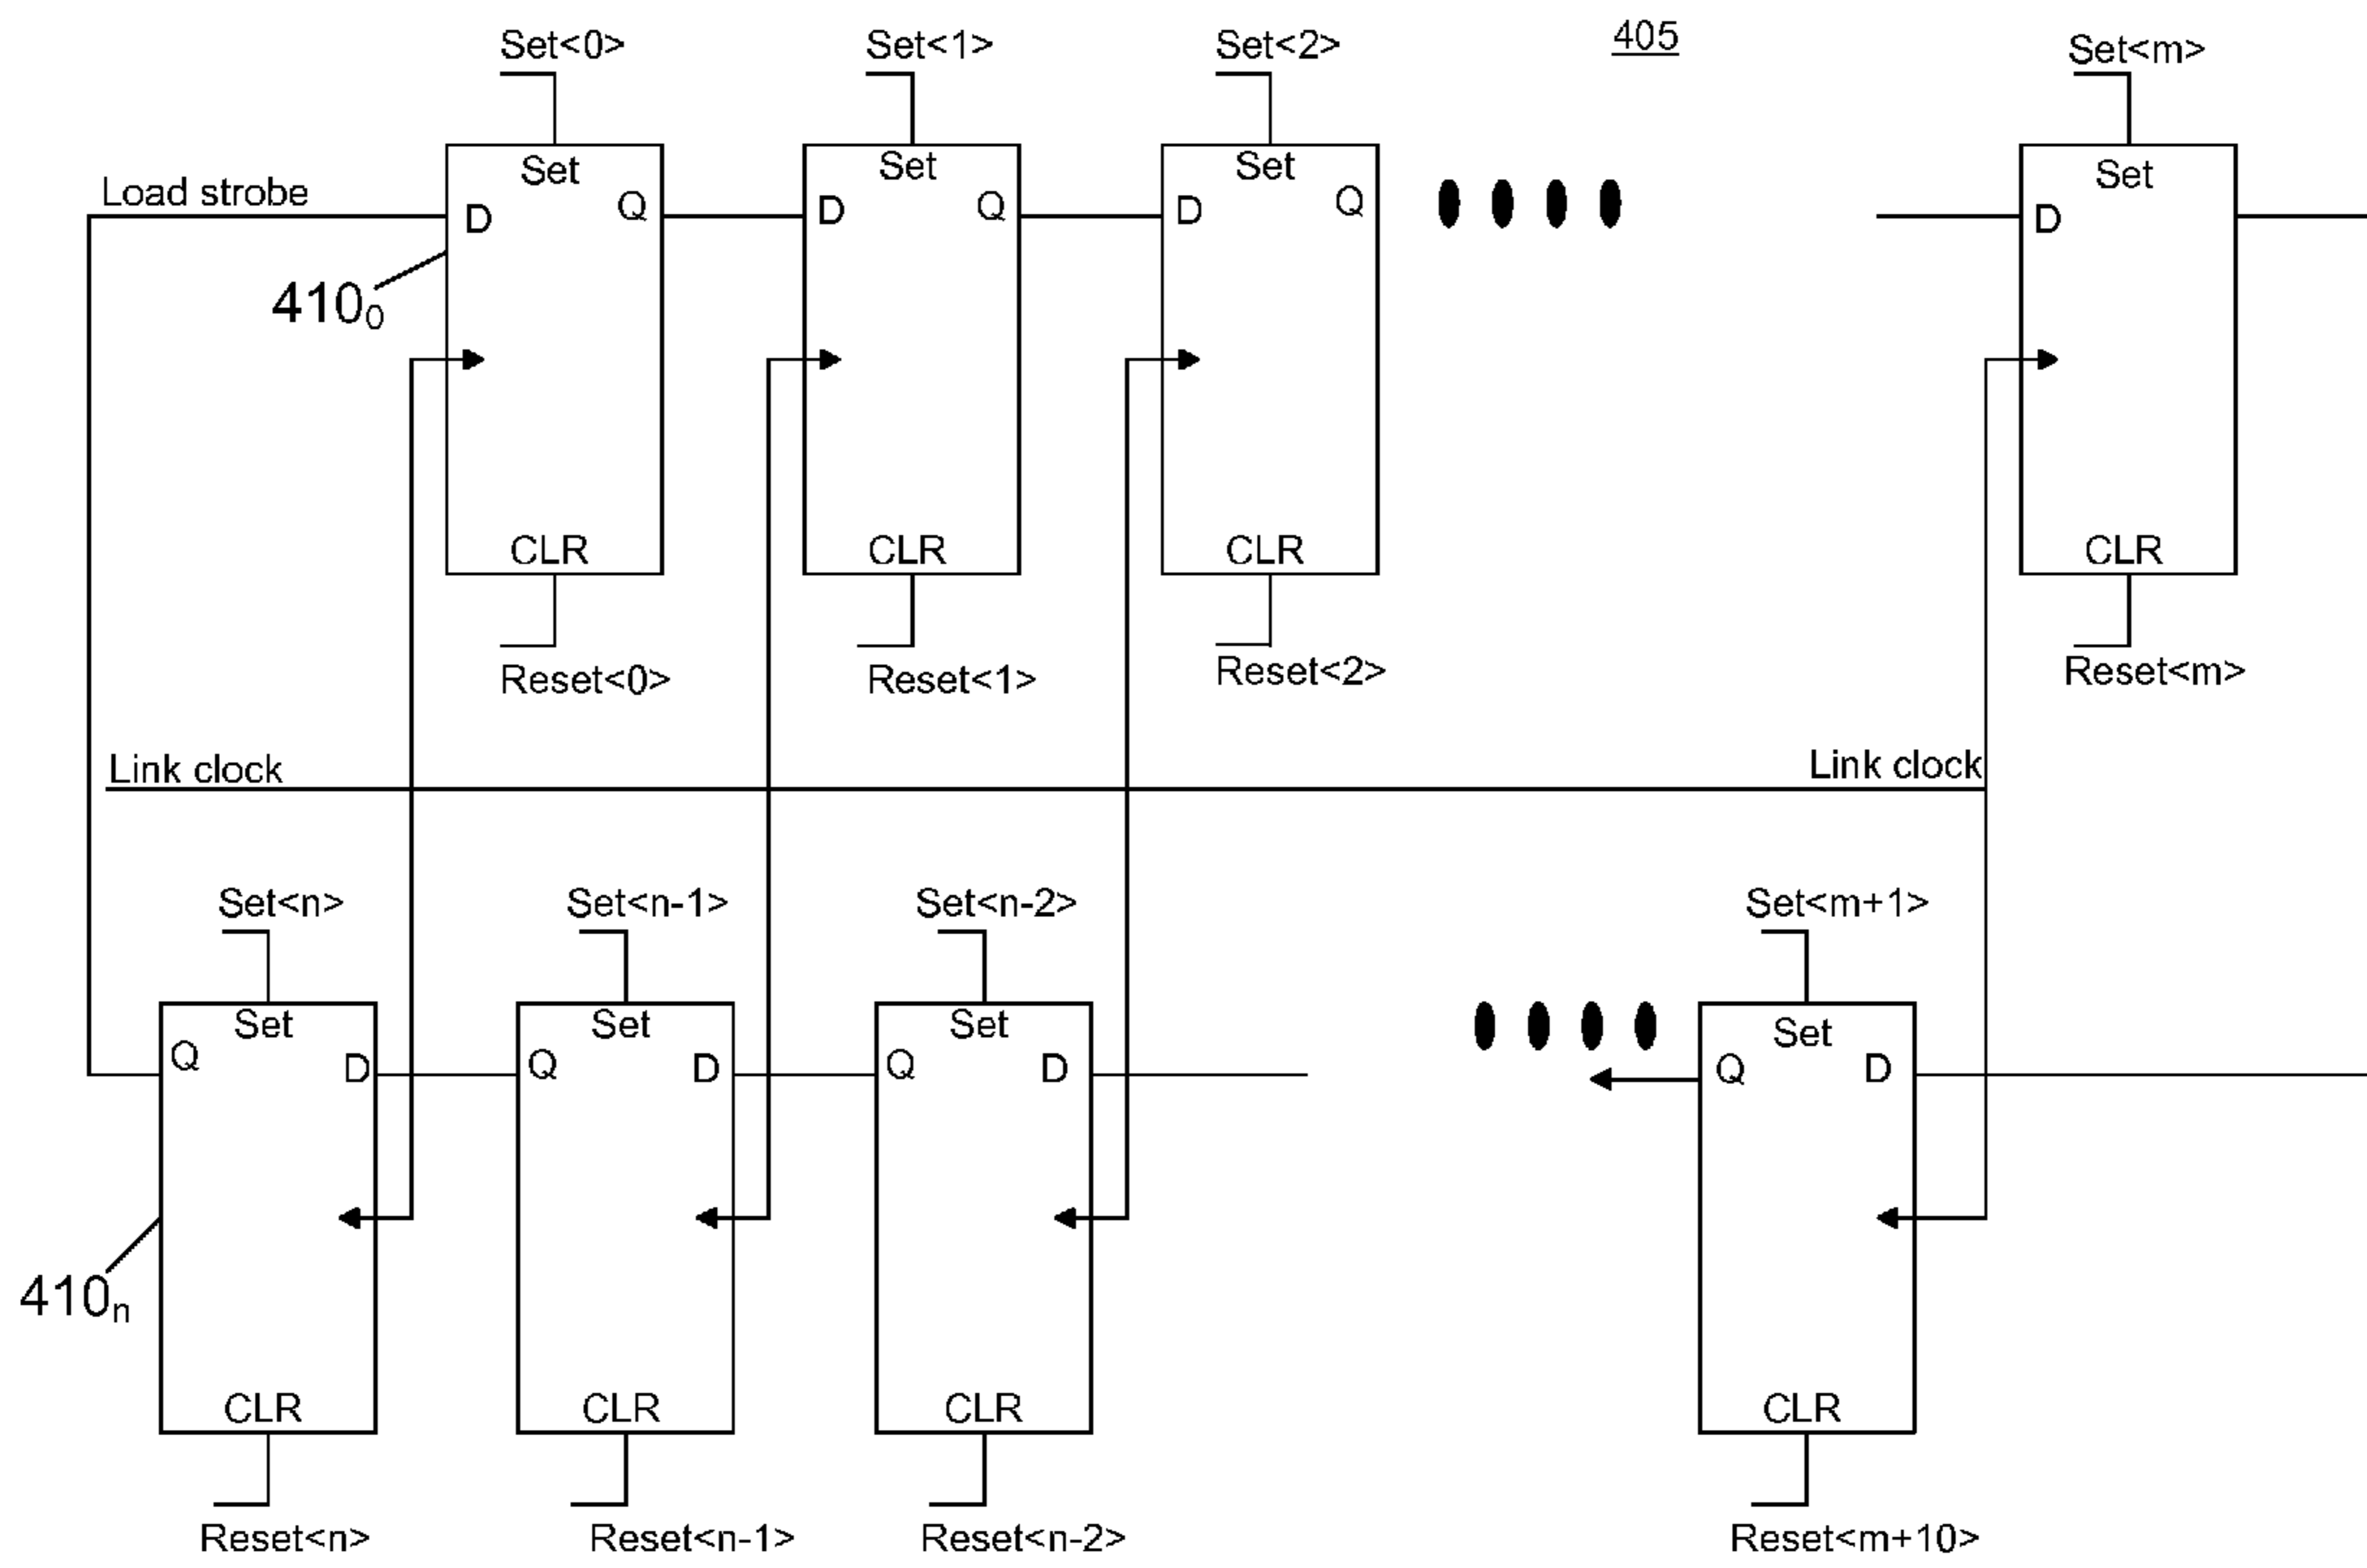 Set<0> Set<1> Set<2> 405 Set<m>
Set Set Set Set
Load strobe D Q D Q D Q D
410₀
CLR CLR CLR CLR
Reset<0> Reset<1> Reset<2> Reset<m>
Link clock Link clock
Set<n> Set<n-1> Set<n-2> Set<m+1>
Set Set Set Set
Q D Q D Q D Q D
410ₙ
CLR CLR CLR CLR
Reset<n> Reset<n-1> Reset<n-2> Reset<m+10>